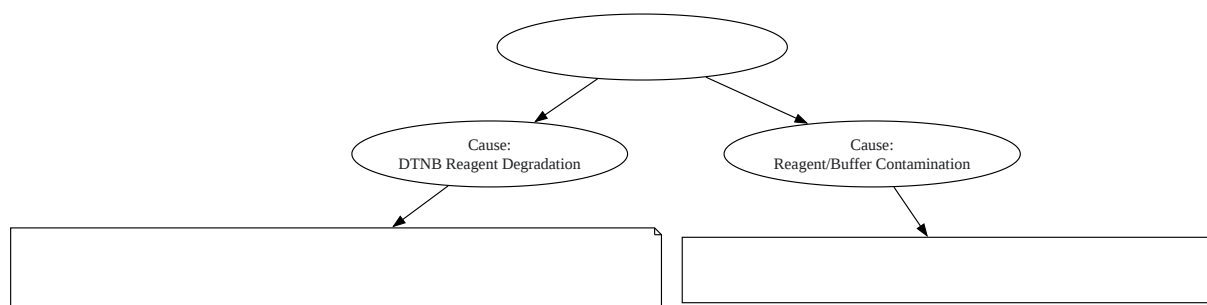 Cause:
DTNB Reagent Degradation
Cause:
Reagent/Buffer Contamination